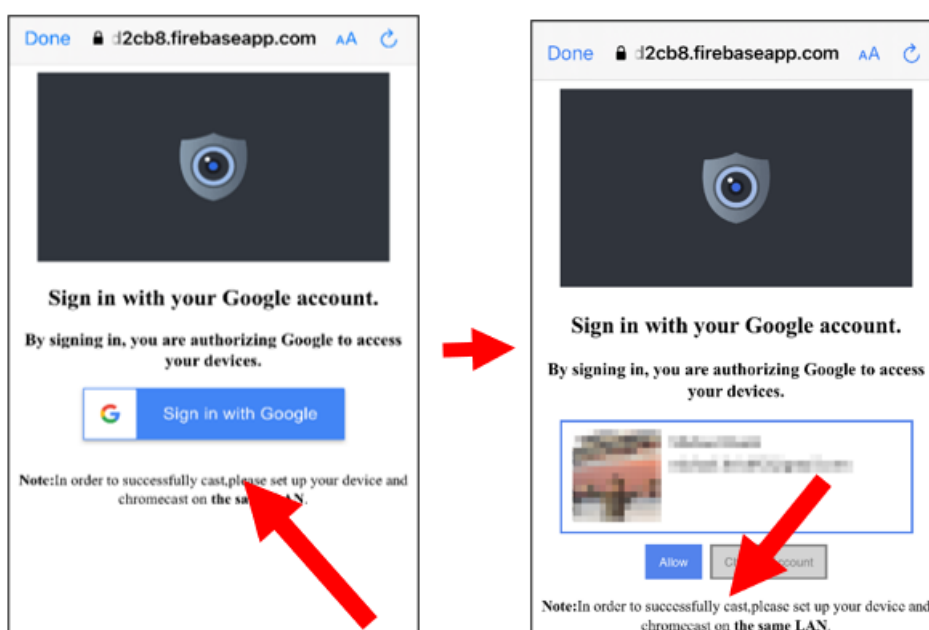 Done d2cb8.firebaseapp.com AA
Sign in with your Google account.
By signing in, you are authorizing Google to access
your devices.
G Sign in with Google
Note:In order to successfully cast,please set up your device and
chromecast on the same LAN.
Done d2cb8.firebaseapp.com AA
Sign in with your Google account.
By signing in, you are authorizing Google to access
your devices.
Allow
Note:In order to successfully cast,please set up your device and
chromecast on the same LAN.